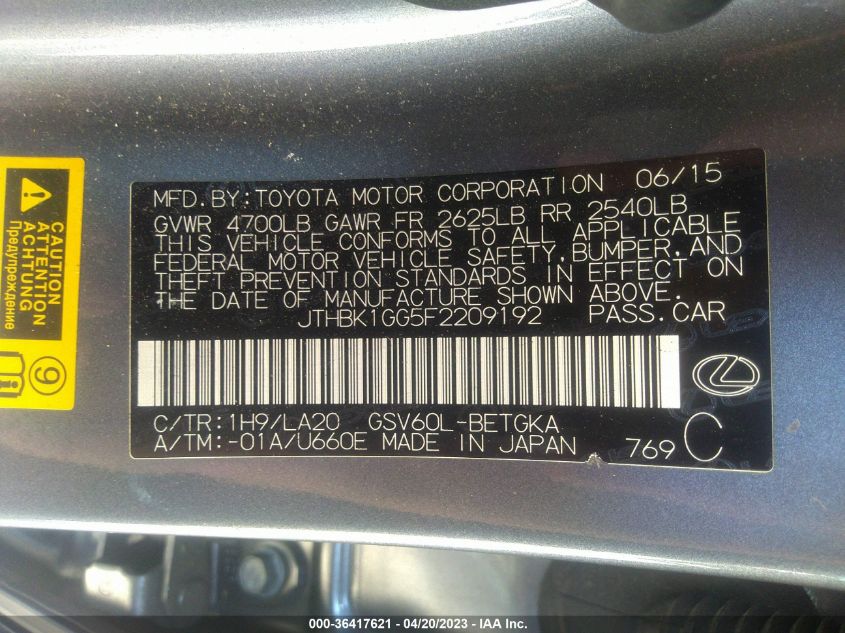 MFD. BY: TOYOTA MOTOR CORPORATION 06/15
GVWR 4700LB GAWR FR 2625LB RR 2540LB
THIS VEHICLE CONFORMS TO ALL APPLICABLE
FEDERAL MOTOR VEHICLE SAFETY, BUMPER, AND
THEFT PREVENTION STANDARDS IN EFFECT ON
THE DATE OF MANUFACTURE SHOWN ABOVE.
JTHBK1GG5F2209192 PASS.CAR
C/TR: 1H9/LA20 GSV60L-BETGKA
A/TM: -01A/U660E MADE IN JAPAN 769 C
CAUTION
ATTENTION
ACHTUNG
Предупреждение
9
000-36417621 - 04/20/2023 - IAA Inc.